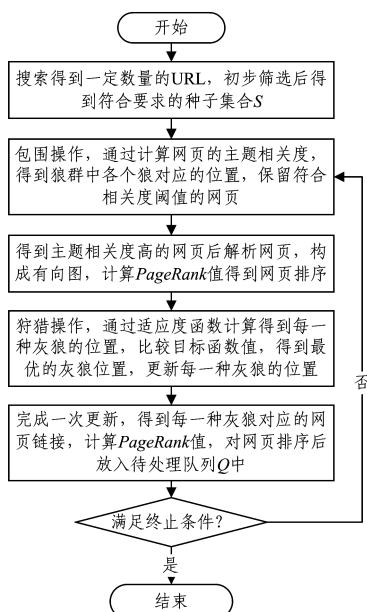 开始
搜索得到一定数量的URL，初步筛选后得
到符合要求的种子集合S
包围操作，通过计算网页的主题相关度，
得到狼群中各个狼对应的位置，保留符合
相关度阈值的网页
得到主题相关度高的网页后解析网页，构
成有向图，计算PageRank值得到网页排序
狩猎操作，通过适应度函数计算得到每一
种灰狼的位置，比较目标函数值，得到最
优的灰狼位置，更新每一种灰狼的位置
否
完成一次更新，得到每一种灰狼对应的网
页链接，计算PageRank值，对网页排序后
放入待处理队列Q中
满足终止条件?
是
结束